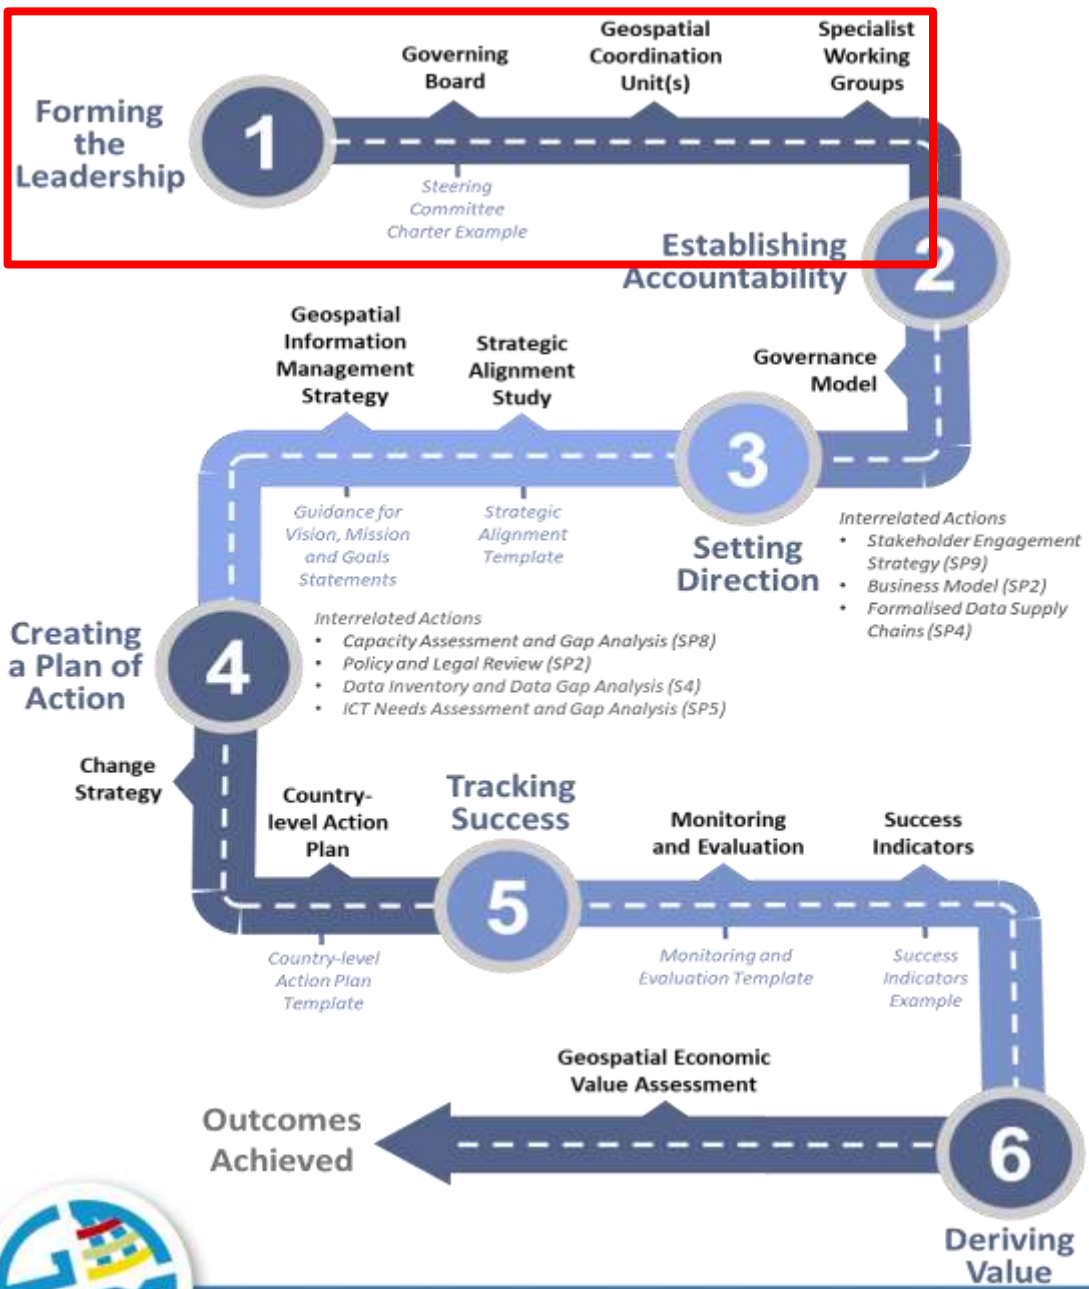 Forming
the
Leadership
1
Governing
Board
Geospatial
Coordination
Unit(s)
Specialist
Working
Groups
Steering
Committee
Charter Example
Establishing
Accountability
2
Governance
Model
Geospatial
Information
Management
Strategy
Strategic
Alignment
Study
3
Setting
Direction
Guidance for
Vision, Mission
and Goals
Statements
Strategic
Alignment
Template
Interrelated Actions
• Stakeholder Engagement
Strategy (SP9)
• Business Model (SP2)
• Formalised Data Supply
Chains (SP4)
Creating
a Plan of
Action
4
Interrelated Actions
• Capacity Assessment and Gap Analysis (SP8)
• Policy and Legal Review (SP2)
• Data Inventory and Data Gap Analysis (S4)
• ICT Needs Assessment and Gap Analysis (SP5)
Change
Strategy
Country-
level Action
Plan
Country-level
Action Plan
Template
Tracking
Success
5
Monitoring
and Evaluation
Success
Indicators
Monitoring and
Evaluation Template
Success
Indicators
Example
Geospatial Economic
Value Assessment
6
Deriving
Value
Outcomes
Achieved